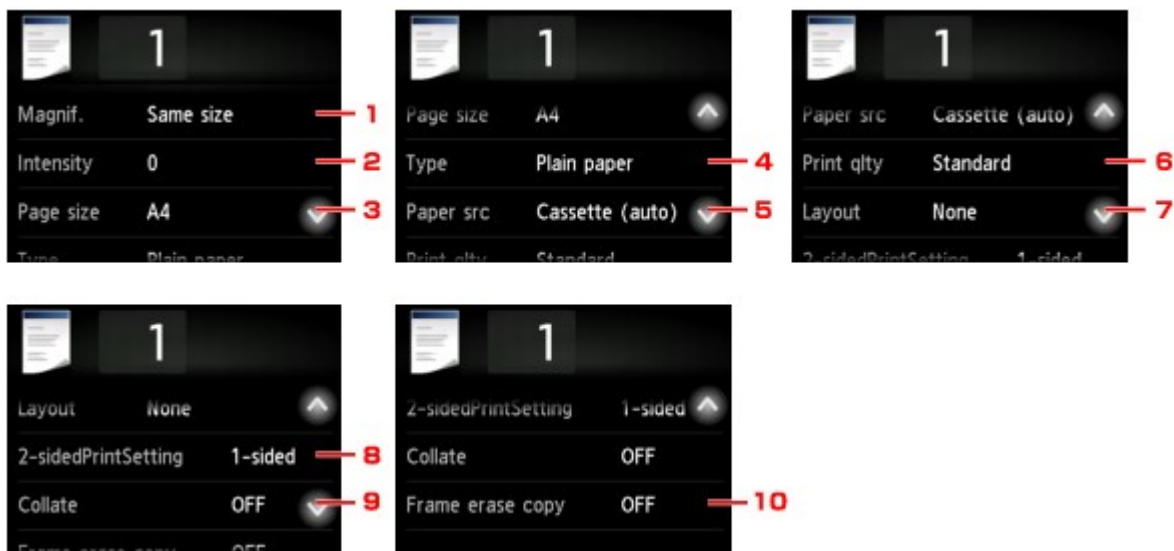 1
Magnif. Same size 1
Intensity 0 2
Page size A4 3
Type Plain paper
1
Page size A4
Type Plain paper 4
Paper src Cassette (auto) 5
Print qlty Standard
1
Paper src Cassette (auto)
Print qlty Standard 6
Layout None 7
2-sidedPrintSetting 1-sided
1
Layout None
2-sidedPrintSetting 1-sided 8
Collate OFF 9
Frame erase copy OFF
1
2-sidedPrintSetting 1-sided
Collate OFF
Frame erase copy OFF 10